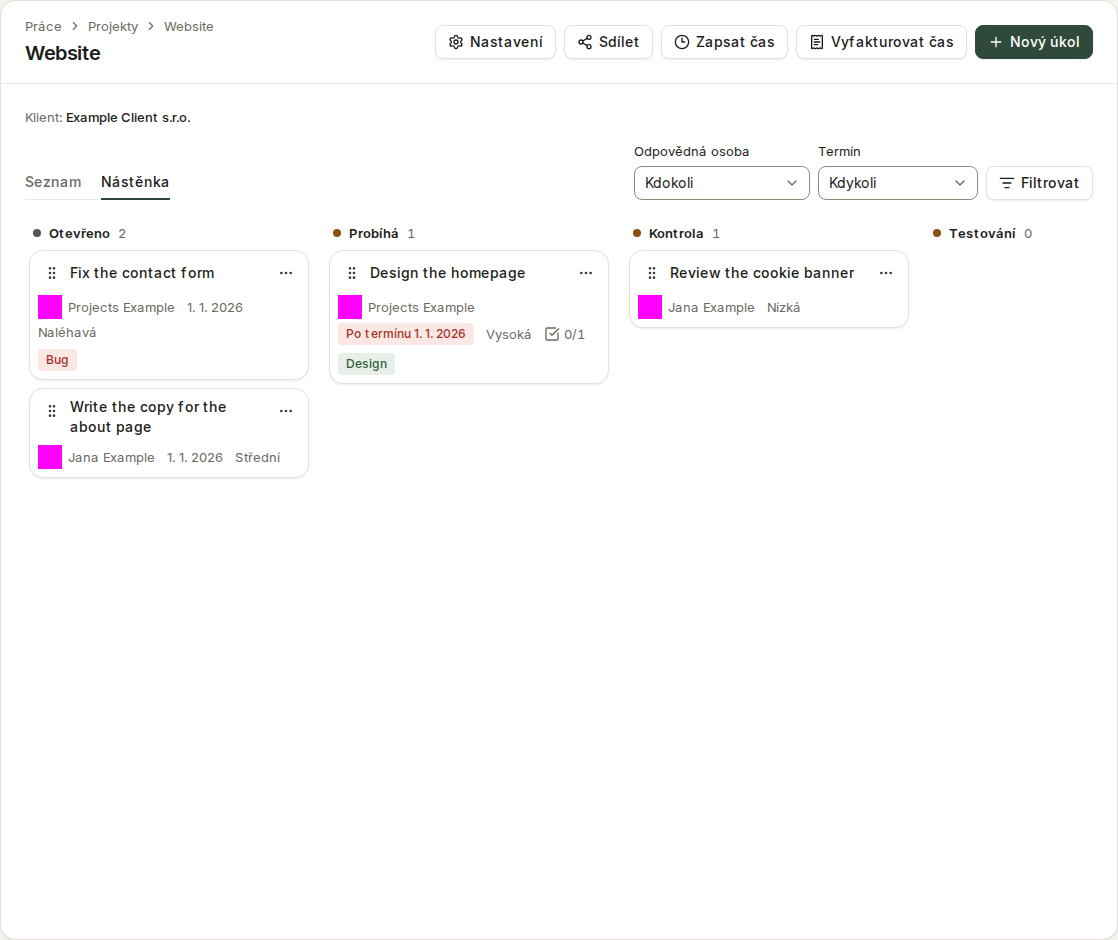 Práce > Projekty > Website
Website
Nastavení
Sdílet
Zapsat čas
Vyfakturovat čas
Nový úkol
Klient: Example Client s.r.o.
Seznam
Nástěnka
Odpovědná osoba
Kdokoli
Termín
Kdykoli
Filtrovat
Otevřeno 2
Fix the contact form
Projects Example 1. 1. 2026
Naléhavá
Bug
Write the copy for the
about page
Jana Example 1. 1. 2026 Střední
Probíhá 1
Design the homepage
Projects Example
Po termínu 1. 1. 2026 Vysoká 0/1
Design
Kontrola 1
Review the cookie banner
Jana Example Nízká
Testování 0